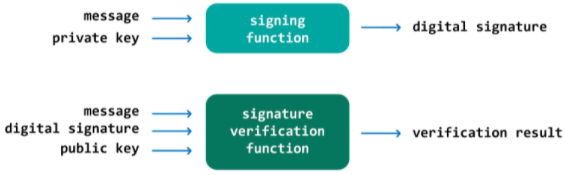 message
private key
signing
function
digital signature
message
digital signature
public key
signature
verification
function
verification result